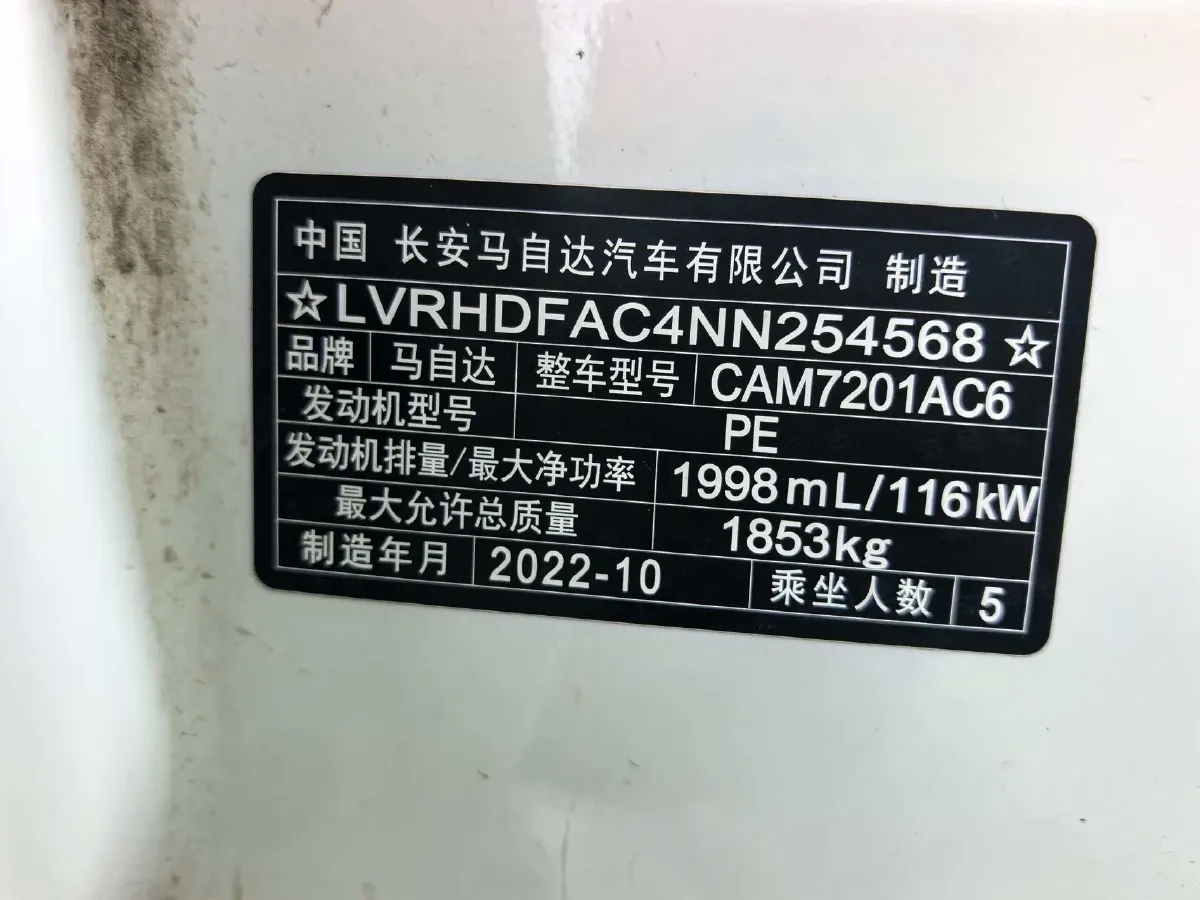 中国 长安马自达汽车有限公司 制造
☆LVRHDFAC4NN254568☆
品牌 马自达 整车型号 CAM7201AC6
发动机型号 PE
发动机排量/最大净功率 1998mL/116kW
最大允许总质量 1853kg
制造年月 2022-10 乘坐人数 5